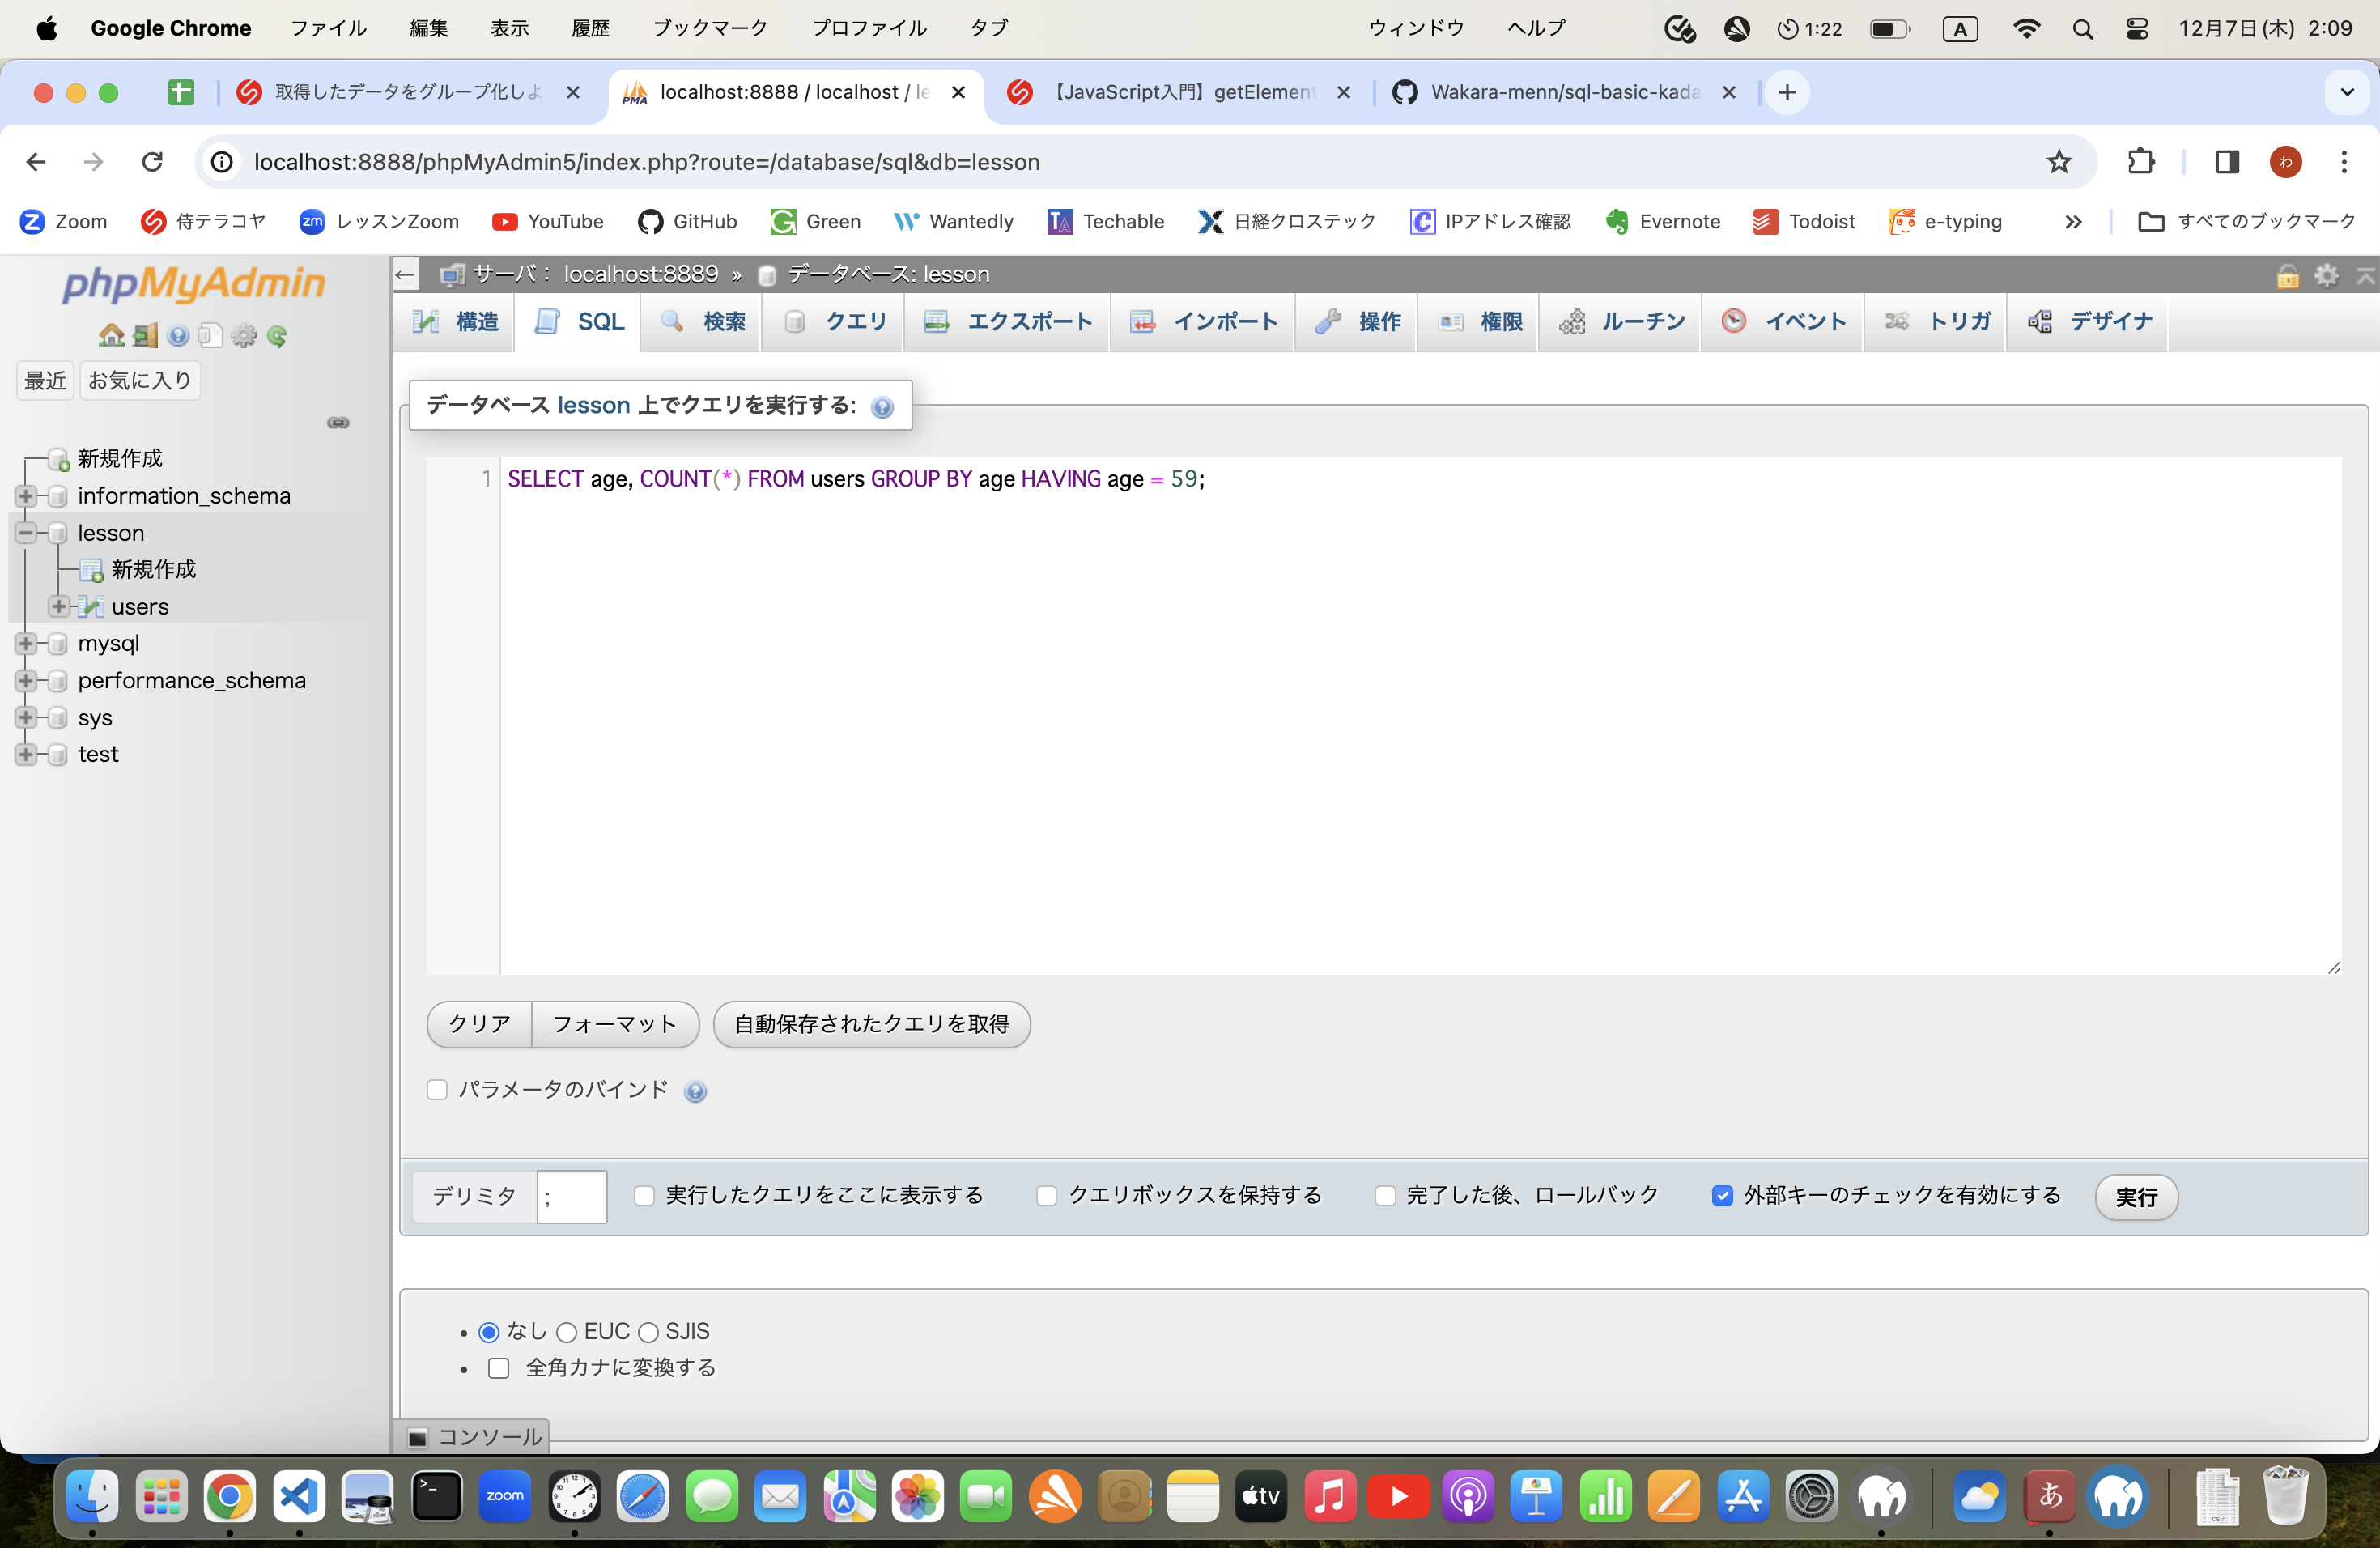 Google Chrome ファイル 編集 表示 履歴 ブックマーク プロファイル タブ ウィンドウ ヘルプ 1:22 A 12月7日(木) 2:09
取得したデータをグループ化しよ PMA localhost:8888 / localhost / le 【JavaScript入門】getElement Wakara-menn/sql-basic-kada
localhost:8888/phpMyAdmin5/index.php?route=/database/sql&db=lesson わ
Zoom 侍テラコヤ zm レッスンZoom YouTube GitHub Green Wantedly TA Techable 日経クロステック IPアドレス確認 Evernote Todoist e-typing » すべてのブックマーク
phpMyAdmin
最近 お気に入り
新規作成
information_schema
lesson
新規作成
users
mysql
performance_schema
sys
test
サーバ: localhost:8889 » データベース: lesson
構造 SQL 検索 クエリ エクスポート インポート 操作 権限 ルーチン イベント トリガ デザイナ
データベース lesson 上でクエリを実行する:
1 SELECT age, COUNT(*) FROM users GROUP BY age HAVING age = 59;
クリア フォーマット 自動保存されたクエリを取得
パラメータのバインド
デリミタ ; 実行したクエリをここに表示する クエリボックスを保持する 完了した後、ロールバック 外部キーのチェックを有効にする 実行
• なし EUC SJIS
• 全角カナに変換する
コンソール
zoom tv あ CSV